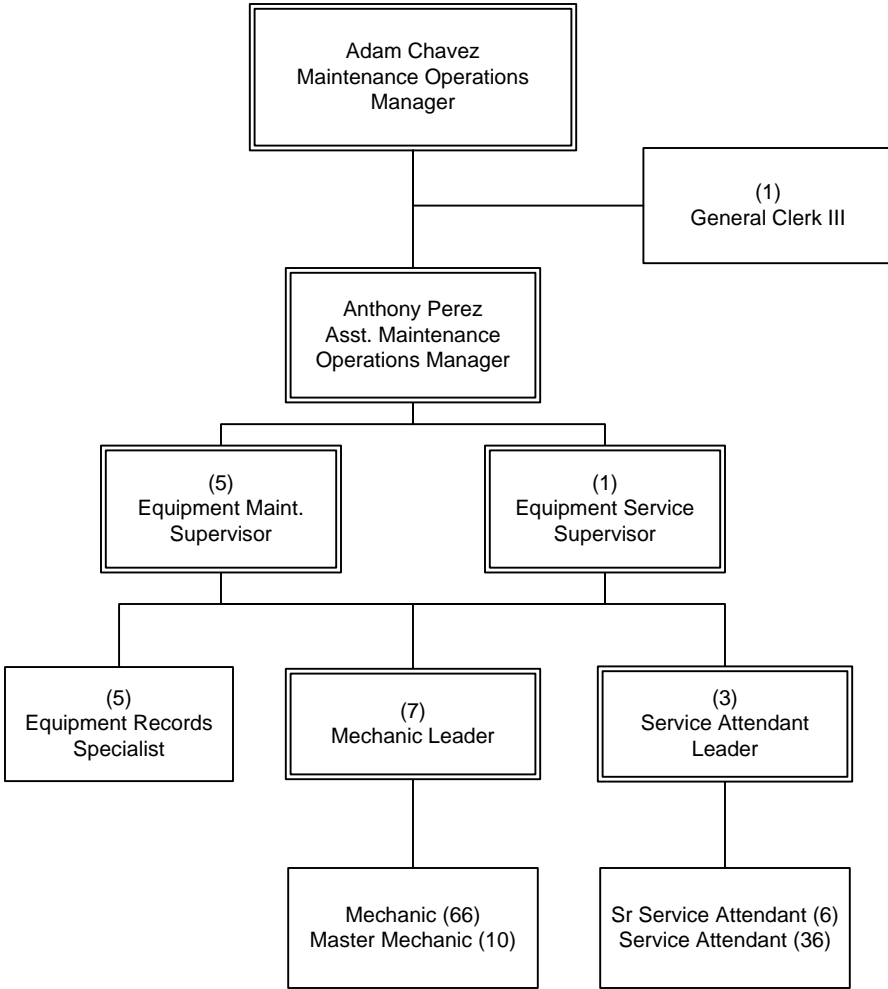 Adam Chavez
Maintenance Operations
Manager
(1)
General Clerk III
Anthony Perez
Asst. Maintenance
Operations Manager
(5)
Equipment Maint.
Supervisor
(1)
Equipment Service
Supervisor
(5)
Equipment Records
Specialist
(7)
Mechanic Leader
(3)
Service Attendant
Leader
Mechanic (66)
Master Mechanic (10)
Sr Service Attendant (6)
Service Attendant (36)